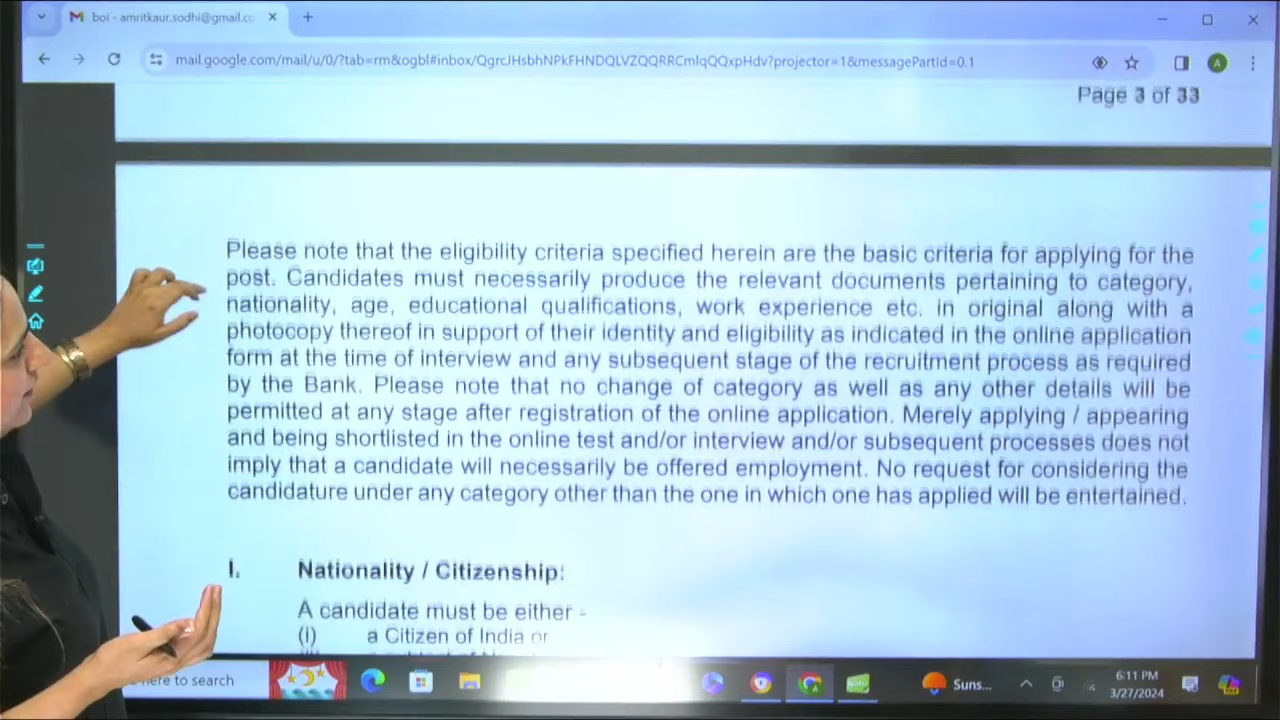 boi - amritkaur.sodhi@gmail.co
mail.google.com/mail/u/0/?tab=rm&ogbl#inbox/QgrcJHsbhNPkFHNDQLVZQQRRCmlqQQxpHdv?projector=1&messagePartId=0.1
A
Page 3 of 33
Please note that the eligibility criteria specified herein are the basic criteria for applying for the
post. Candidates must necessarily produce the relevant documents pertaining to category,
nationality, age, educational qualifications, work experience etc. in original along with a
photocopy thereof in support of their identity and eligibility as indicated in the online application
form at the time of interview and any subsequent stage of the recruitment process as required
by the Bank. Please note that no change of category as well as any other details will be
permitted at any stage after registration of the online application. Merely applying / appearing
and being shortlisted in the online test and/or interview and/or subsequent processes does not
imply that a candidate will necessarily be offered employment. No request for considering the
candidature under any category other than the one in which one has applied will be entertained.
I. Nationality / Citizenship:
A candidate must be either -
(i) a Citizen of India or
here to search
Suns...
6:11 PM
3/27/2024